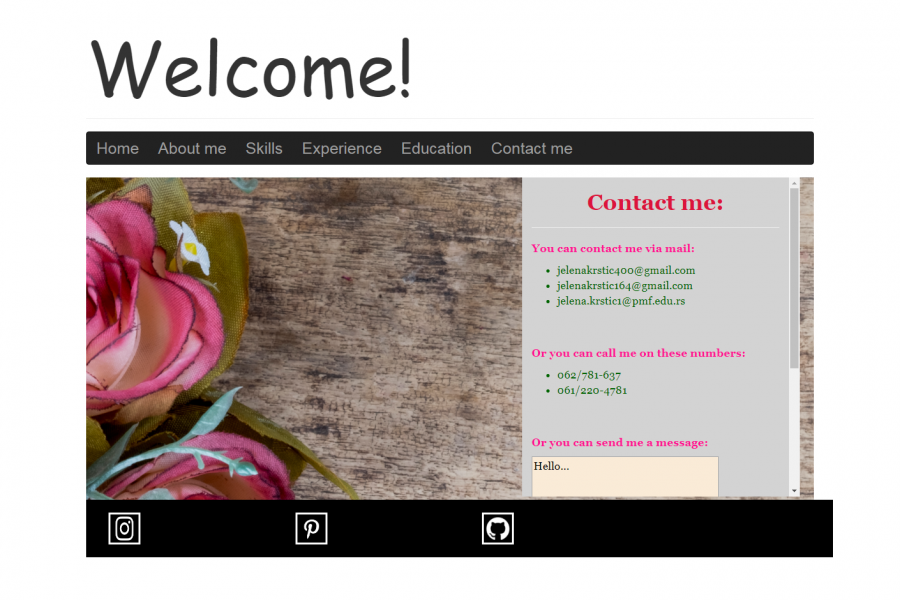 Welcome!
Home About me Skills Experience Education Contact me
Contact me:
You can contact me via mail:
jelenakrstic400@gmail.com
jelenakrstic164@gmail.com
jelena.krstic1@pmf.edu.rs
Or you can call me on these numbers:
062/781-637
061/220-4781
Or you can send me a message:
Hello...